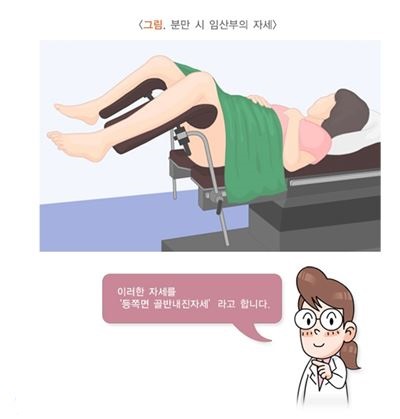 <그림. 분만 시 임산부의 자세>
이러한 자세를
'등쪽면 골반내진자세' 라고 합니다.